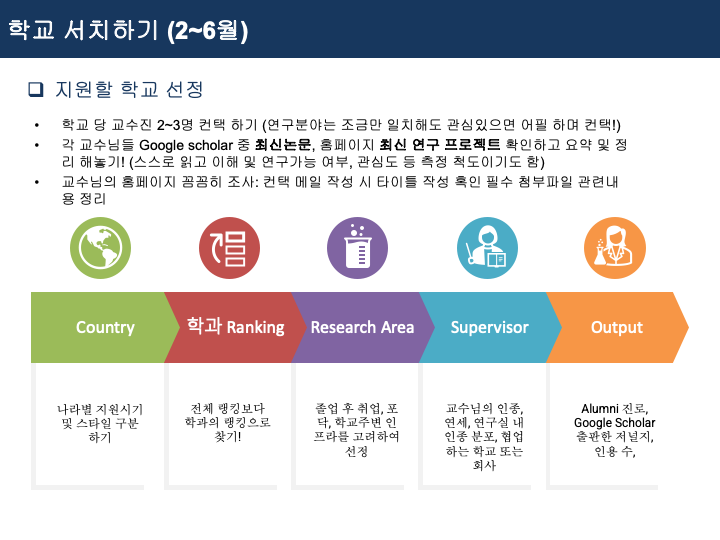 학교 서치하기 (2~6월)
❑ 지원할 학교 선정
• 학교 당 교수진 2~3명 컨택 하기 (연구분야는 조금만 일치해도 관심있으면 어필 하며 컨택!)
• 각 교수님들 Google scholar 중 최신논문, 홈페이지 최신 연구 프로젝트 확인하고 요약 및 정
리 해놓기! (스스로 읽고 이해 및 연구가능 여부, 관심도 등 측정 척도이기도 함)
• 교수님의 홈페이지 꼼꼼히 조사: 컨택 메일 작성 시 타이틀 작성 혹인 필수 첨부파일 관련내
용 정리
Country
학과 Ranking
Research Area
Supervisor
Output
나라별 지원시기
및 스타일 구분
하기
전체 랭킹보다
학과의 랭킹으로
찾기!
졸업 후 취업, 포
닥, 학교주변 인
프라를 고려하여
선정
교수님의 인종,
연세, 연구실 내
인종 분포, 협업
하는 학교 또는
회사
Alumni 진로,
Google Scholar
출판한 저널지,
인용 수,